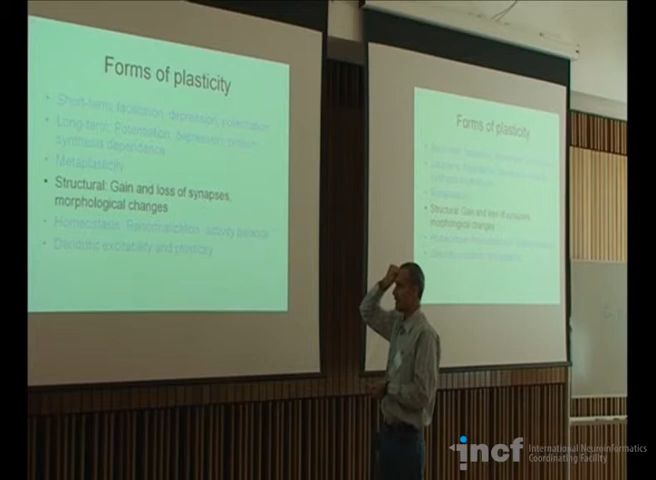 Forms of plasticity
• Short-term: facilitation, depression, potentiation
• Long-term: Potentiation, depression, protein
synthesis dependence
• Metaplasticity
• Structural: Gain and loss of synapses,
morphological changes
• Homeostasis: Renormalization, activity balance
• Dendritic excitability and plasticity
Forms of plasticity
Structural: Gain and loss of synapses
morphological changes
incf
International Neuroinformatics
Coordinating Facility